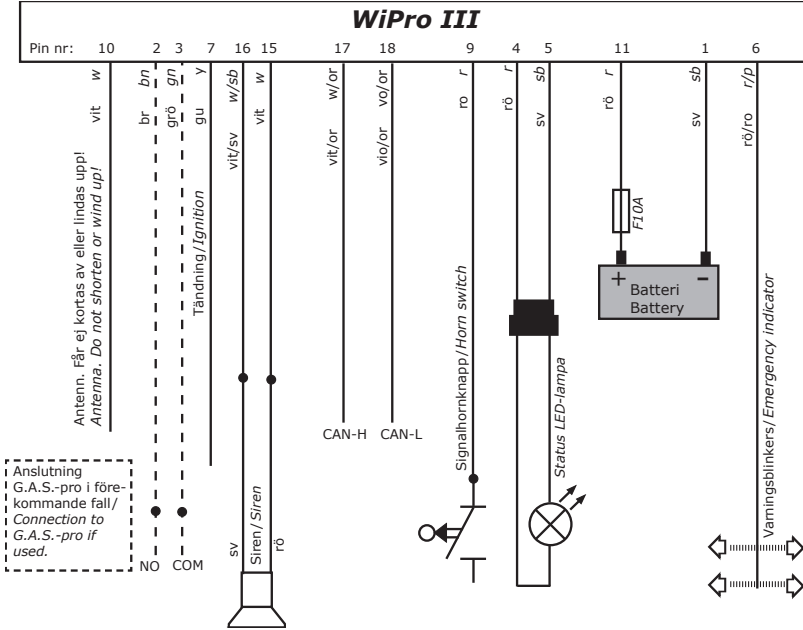 WiPro III
Pin nr: 10 2 3 7 16 15 17 18 9 4 5 11 1 6
w bn gn y w/sb w w/or vo/or r r sb r sb r/p
vit br grö gu vit/sv vit vit/or vio/or ro rö sv rö sv rö/ro
Antenn. Får ej kortas av eller lindas upp!
Antenna. Do not shorten or wind up!
Tändning/Ignition
F10A
+ -
Batteri
Battery
CAN-H CAN-L
Signalhornknapp/Horn switch
Status LED-lampa
Varningsblinkers/Emergency indicator
Anslutning
G.A.S.-pro i före-
kommande fall/
Connection to
G.A.S.-pro if
used.
NO COM
sv
Siren/Siren
rö